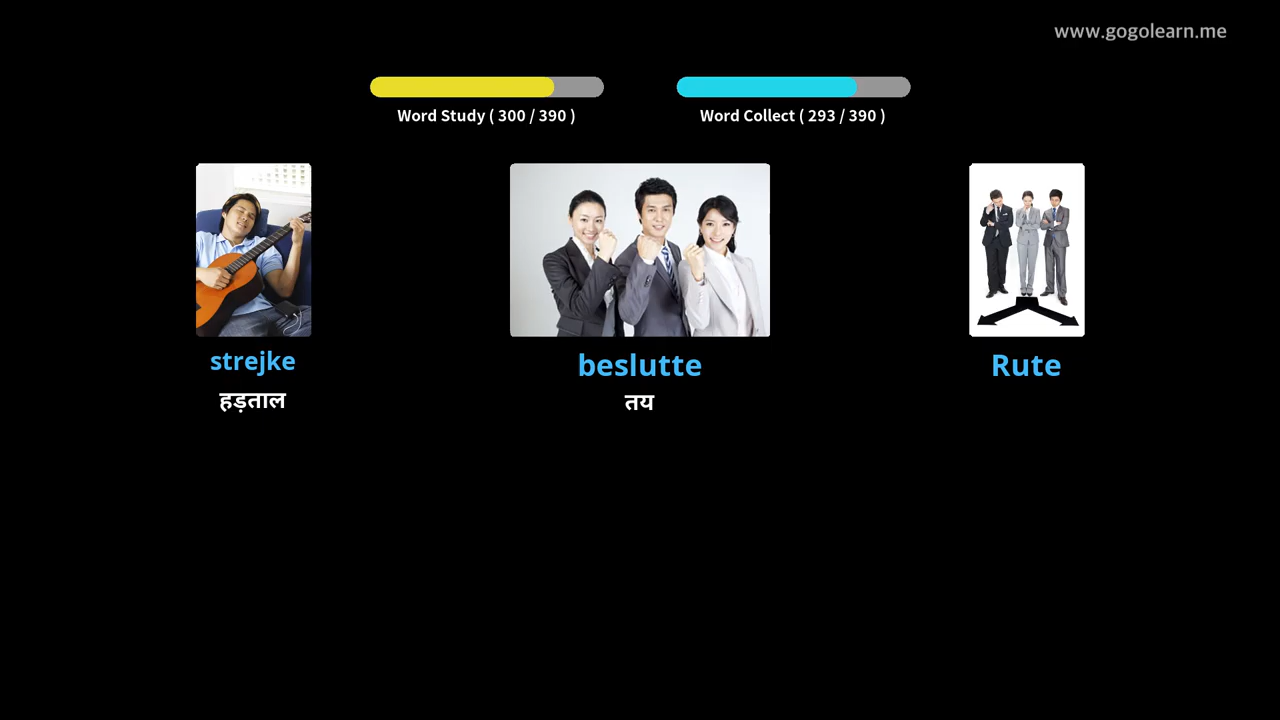 www.gogolearn.me
Word Study ( 300 / 390 )
Word Collect ( 293 / 390 )
strejke
beslutte
Rute
हड़ताल
तय